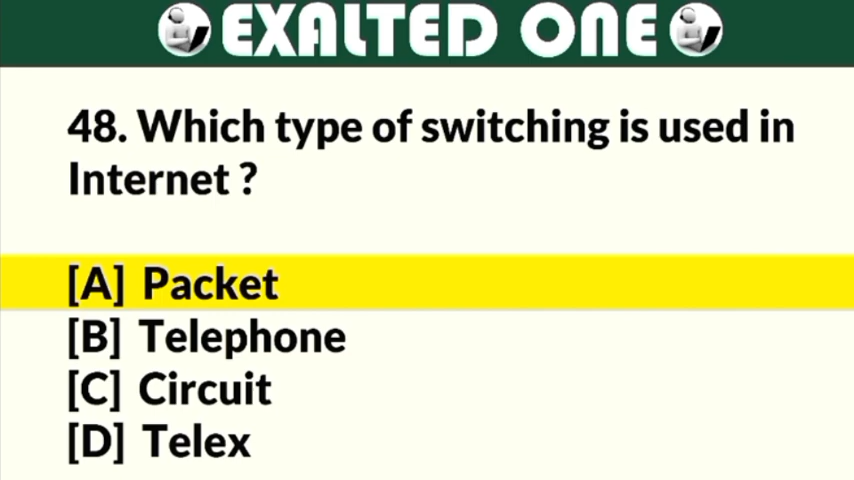 EXALTED ONE
48. Which type of switching is used in
Internet ?
[A] Packet
[B] Telephone
[C] Circuit
[D] Telex